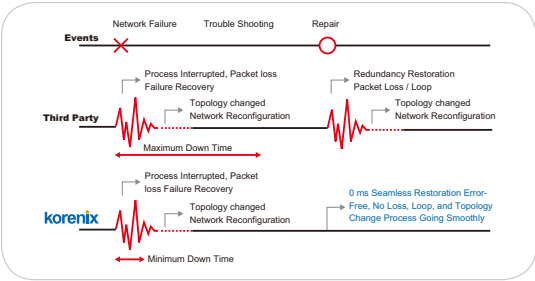 Network Failure
Trouble Shooting
Repair
Events
Process Interrupted, Packet loss
Failure Recovery
Redundancy Restoration
Packet Loss / Loop
Topology changed
Network Reconfiguration
Topology changed
Network Reconfiguration
Third Party
Maximum Down Time
Process Interrupted, Packet
loss Failure Recovery
Topology changed
Network Reconfiguration
0 ms Seamless Restoration Error-
Free, No Loss, Loop, and Topology
Change Process Going Smoothly
korenix
Minimum Down Time